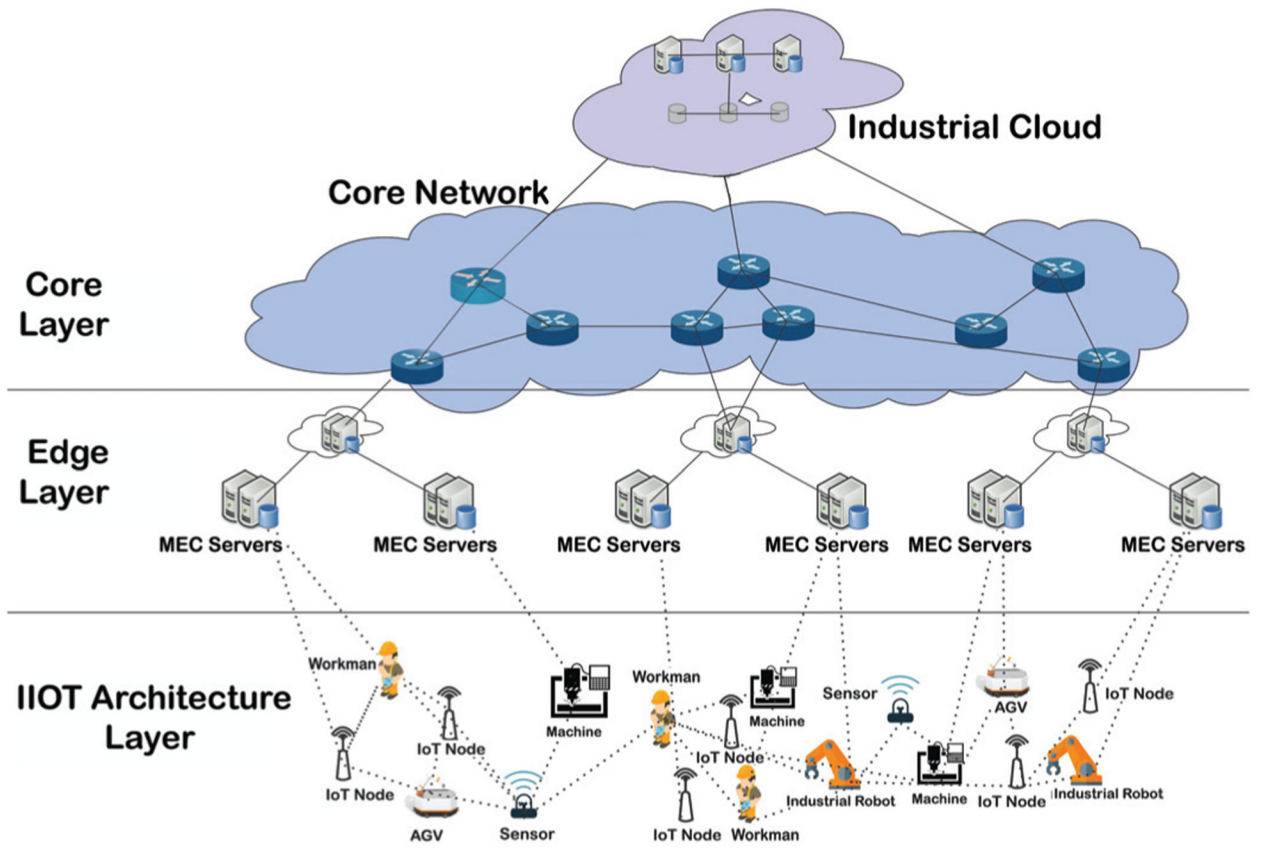 Industrial Cloud
Core Network
Core
Layer
Edge
Layer
MEC Servers
MEC Servers
MEC Servers
MEC Servers
MEC Servers
MEC Servers
IIOT Architecture
Layer
Workman
IoT Node
IoT Node
AGV
Sensor
Machine
Workman
IoT Node
Machine
IoT Node
Workman
Sensor
Industrial Robot
Machine
AGV
IoT Node
IoT Node
Industrial Robot